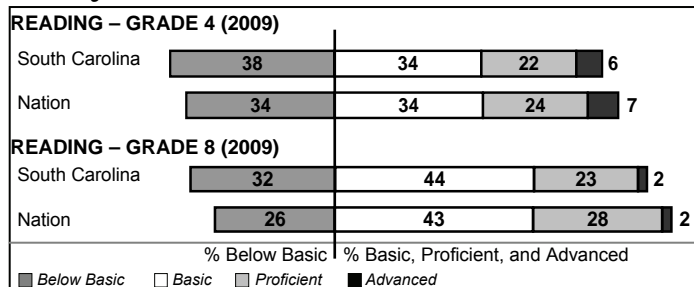 READING – GRADE 4 (2009)
South Carolina 38 34 22 6
Nation 34 34 24 7
READING – GRADE 8 (2009)
South Carolina 32 44 23 2
Nation 26 43 28 2
% Below Basic % Basic, Proficient, and Advanced
Below Basic Basic Proficient Advanced